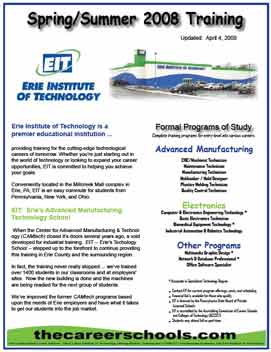 Spring/Summer 2008 Training
Updated: April 4, 2008
EIT
ERIE INSTITUTE
OF TECHNOLOGY
Erie Institute of Technology is a
premier educational institution ...
providing training for the cutting-edge technological
careers of tomorrow. Whether you're just starting out in
the world of technology or looking to expand your career
opportunities, EIT is committed to helping you achieve
your goals.
Conveniently located in the Millcreek Mall complex in
Erie, PA, EIT is an easy commute for students from
Pennsylvania, New York, and Ohio.
EIT: Erie's Advanced Manufacturing
Technology School!
When the Center for Advanced Manufacturing & Technol-
ogy (CAMtech) closed it's doors several years ago, a void
developed for industrial training. EIT – Erie's Techology
School – stepped up to the forefront to continue providing
this training in Erie County and the surrounding region.
In fact, the training never really stopped ... we've trained
over 1400 students in our classrooms and at employers'
sites. Now the new building is done and the machines
are being readied for the next group of students.
We've improved the former CAMtech programs based
upon the needs of Erie employers and have what it takes
to get our students into the job market.
Formal Programs of Study
Complete training programs for entry-level into various careers.
Advanced Manufacturing
CNC/Machinist Technician
Maintenance Technician
Manufacturing Technician
Moldmaker / Mold Designer
Plastics Molding Technician
Quality Control Technician
Electronics
Computer & Electronics Engineering Technology *
Basic Electronics Technician
Biomedical Equipment Technology *
Industrial Automation & Robotics Technology
Other Programs
Multimedia Graphic Design *
Network & Database Professional *
Office Software Specialist
* Associate in Specialized Technology Degree
thecareerschools.com